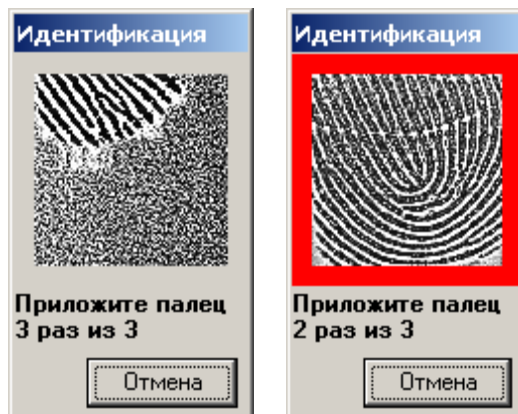 Идентификация
Приложите палец
3 раз из 3
Отмена
Идентификация
Приложите палец
2 раз из 3
Отмена